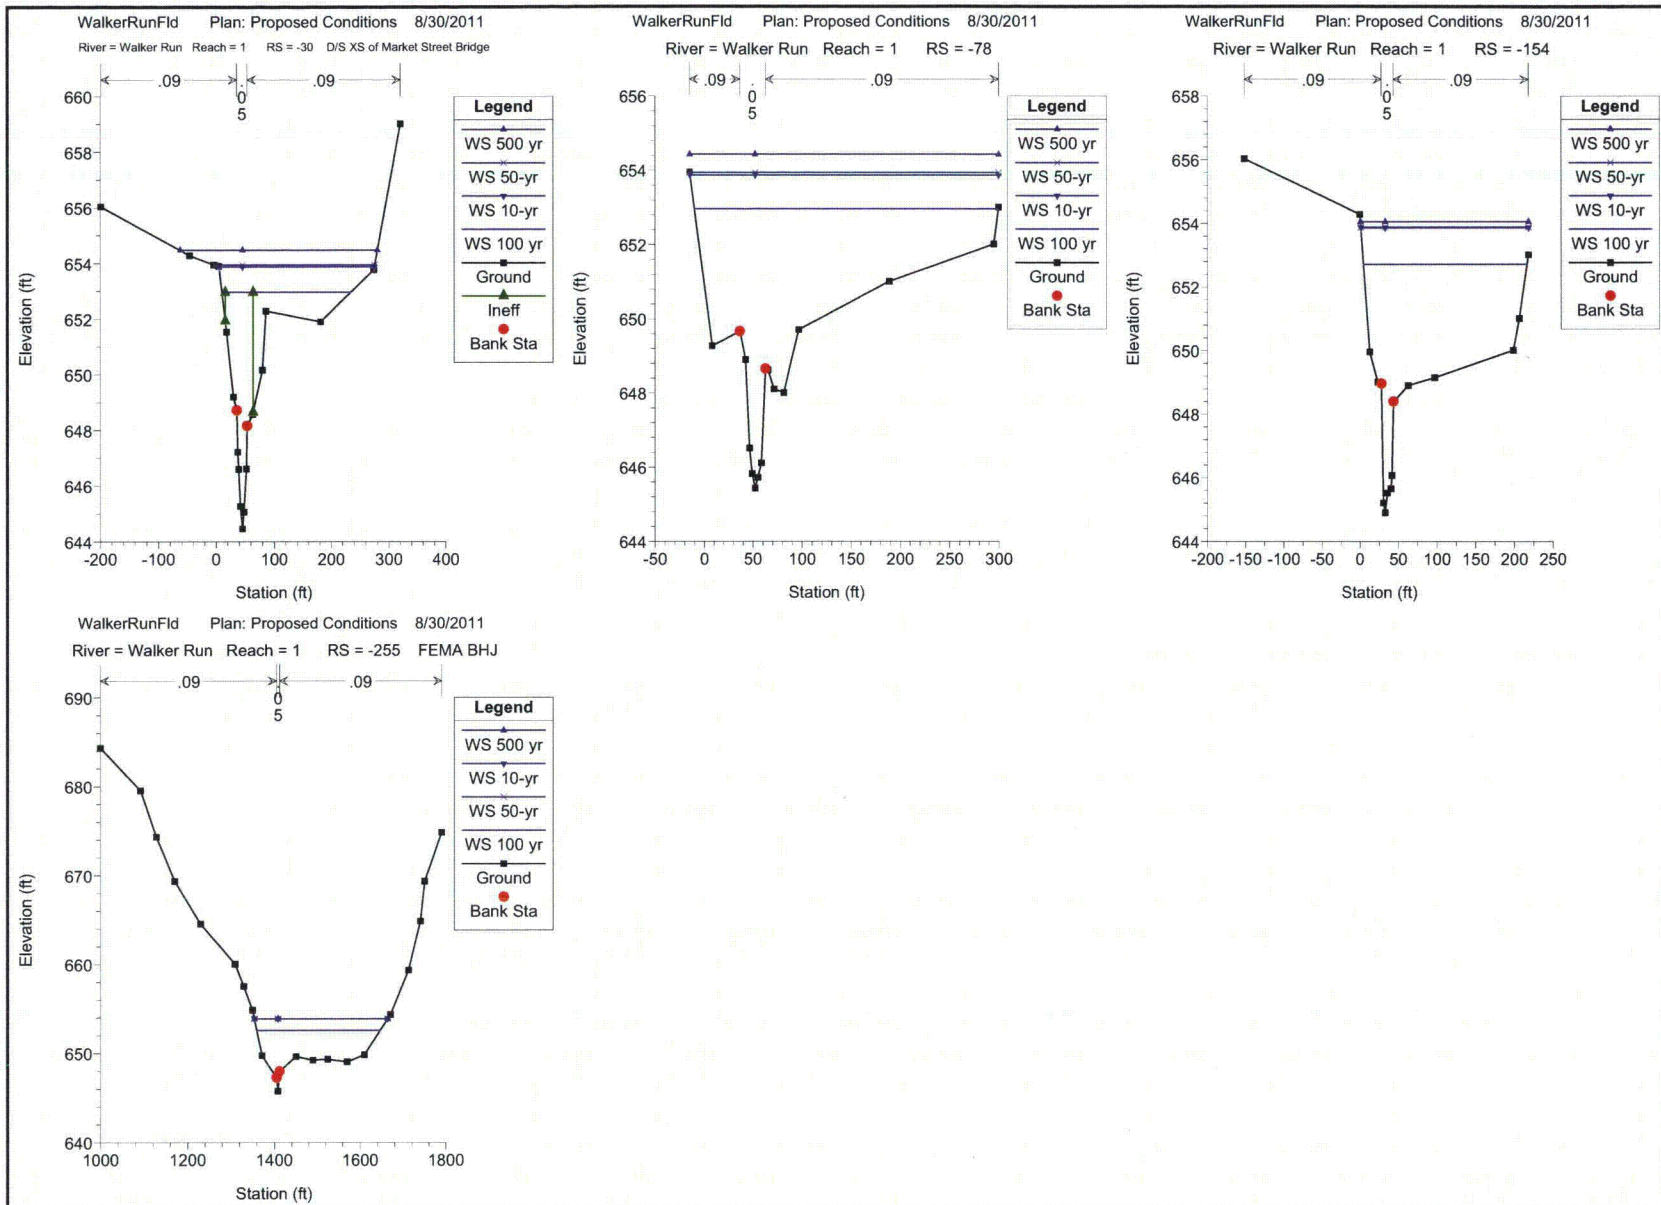 WalkerRunFld Plan: Proposed Conditions 8/30/2011
River = Walker Run Reach = 1 RS = -30 D/S XS of Market Street Bridge
.09 .09
.
0
5
660
658
656
654
652
650
648
646
644
-200 -100 0 100 200 300 400
Elevation (ft)
Station (ft)
Legend
WS 500 yr
WS 50-yr
WS 10-yr
WS 100 yr
Ground
Ineff
Bank Sta
WalkerRunFld Plan: Proposed Conditions 8/30/2011
River = Walker Run Reach = 1 RS = -78
.09 .09
.
0
5
656
654
652
650
648
646
644
-50 0 50 100 150 200 250 300
Elevation (ft)
Station (ft)
Legend
WS 500 yr
WS 50-yr
WS 10-yr
WS 100 yr
Ground
Bank Sta
WalkerRunFld Plan: Proposed Conditions 8/30/2011
River = Walker Run Reach = 1 RS = -154
.09 .09
.
0
5
658
656
654
652
650
648
646
644
-200 -150 -100 -50 0 50 100 150 200 250
Elevation (ft)
Station (ft)
Legend
WS 500 yr
WS 50-yr
WS 10-yr
WS 100 yr
Ground
Bank Sta
WalkerRunFld Plan: Proposed Conditions 8/30/2011
River = Walker Run Reach = 1 RS = -255 FEMA BHJ
.09 .09
0
5
690
680
670
660
650
640
1000 1200 1400 1600 1800
Elevation (ft)
Station (ft)
Legend
WS 500 yr
WS 10-yr
WS 50-yr
WS 100 yr
Ground
Bank Sta